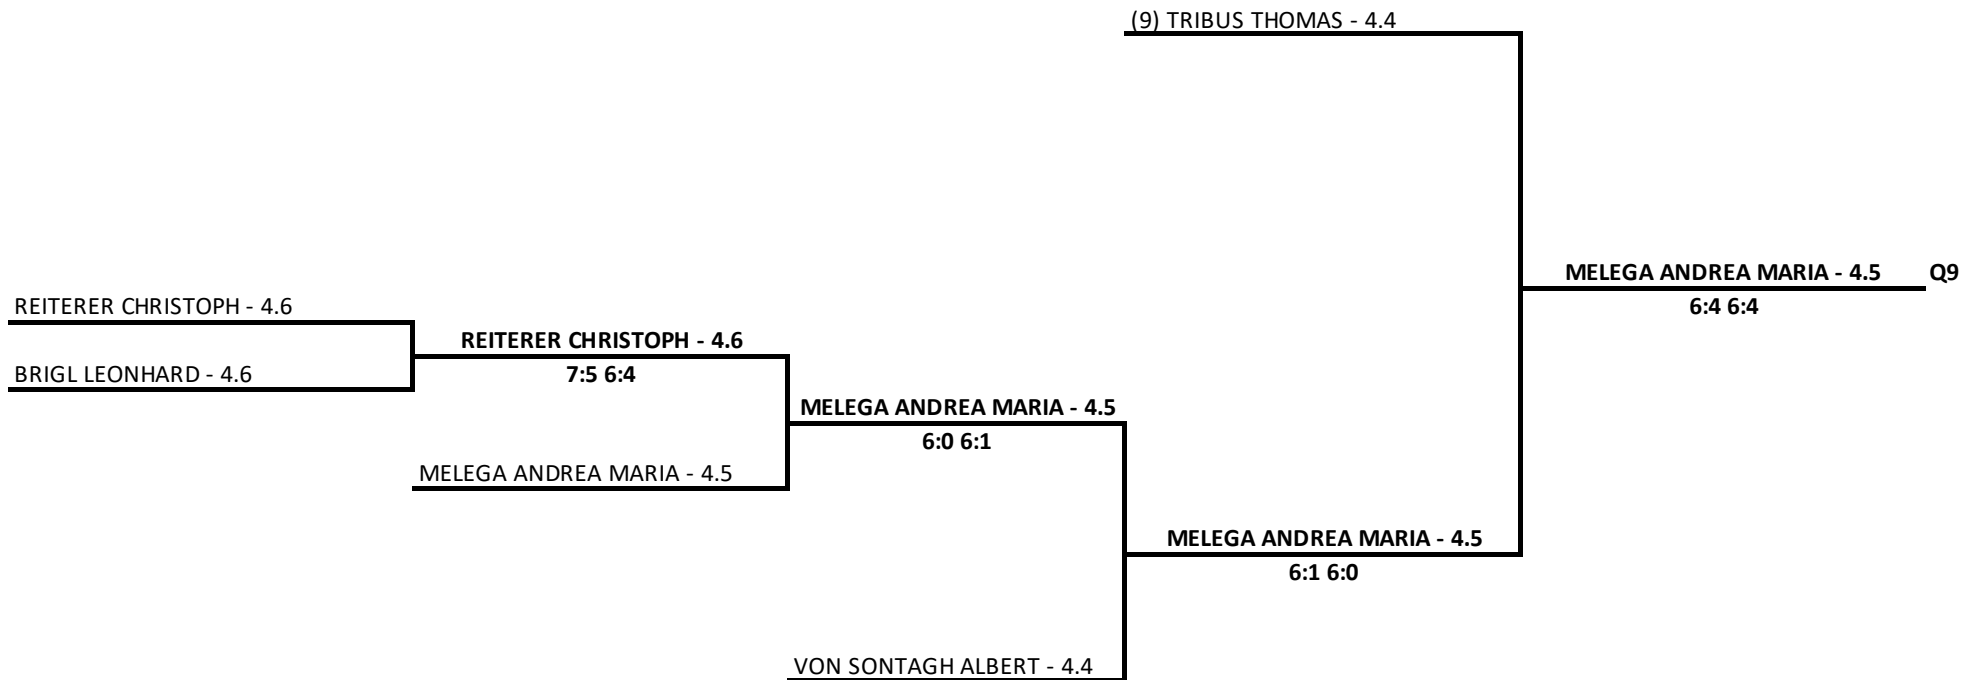 (9) TRIBUS THOMAS - 4.4
MELEGA ANDREA MARIA - 4.5 Q9
6:4 6:4
REITERER CHRISTOPH - 4.6
REITERER CHRISTOPH - 4.6
7:5 6:4
BRIGL LEONHARD - 4.6
MELEGA ANDREA MARIA - 4.5
6:0 6:1
MELEGA ANDREA MARIA - 4.5
MELEGA ANDREA MARIA - 4.5
6:1 6:0
VON SONTAGH ALBERT - 4.4